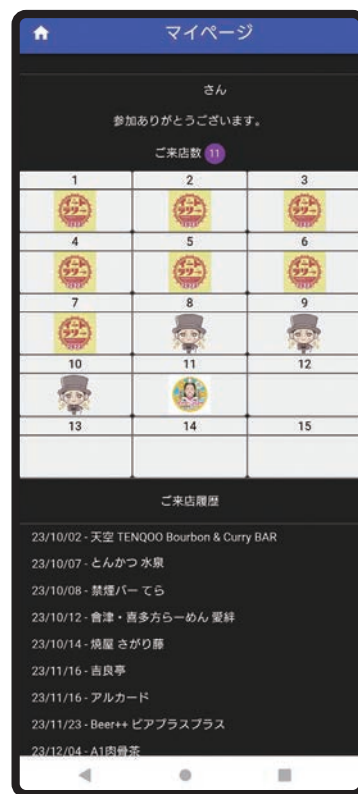 マイページ
さん
参加ありがとうございます。
ご来店数 11
1 2 3
4 5 6
7 8 9
10 11 12
13 14 15
ご来店履歴
23/10/02 - 天空 TENQOO Bourbon & Curry BAR
23/10/07 - とんかつ 水泉
23/10/08 - 禁煙バー てら
23/10/12 - 會津・喜多方らーめん 愛絆
23/10/14 - 焼屋 さがり藤
23/11/16 - 吉良亭
23/11/16 - アルカード
23/11/23 - Beer++ ビアプラスプラス
23/12/04 - A1肉骨茶